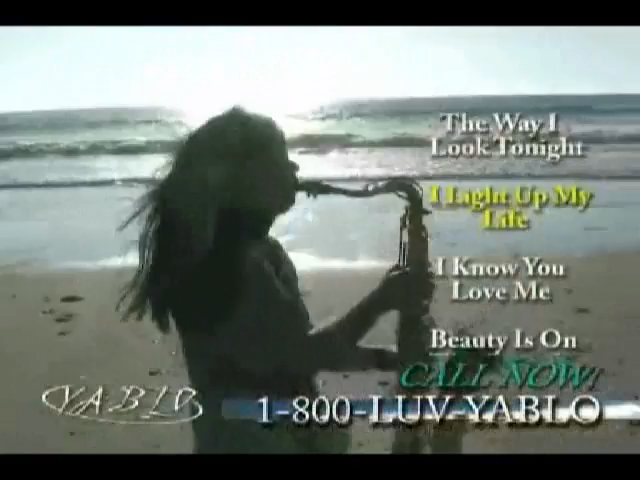 The Way I
Look Tonight
I Light Up My
Life
I Know You
Love Me
Beauty Is On
CALL NOW!
YABLO
1-800-LUV-YABLO